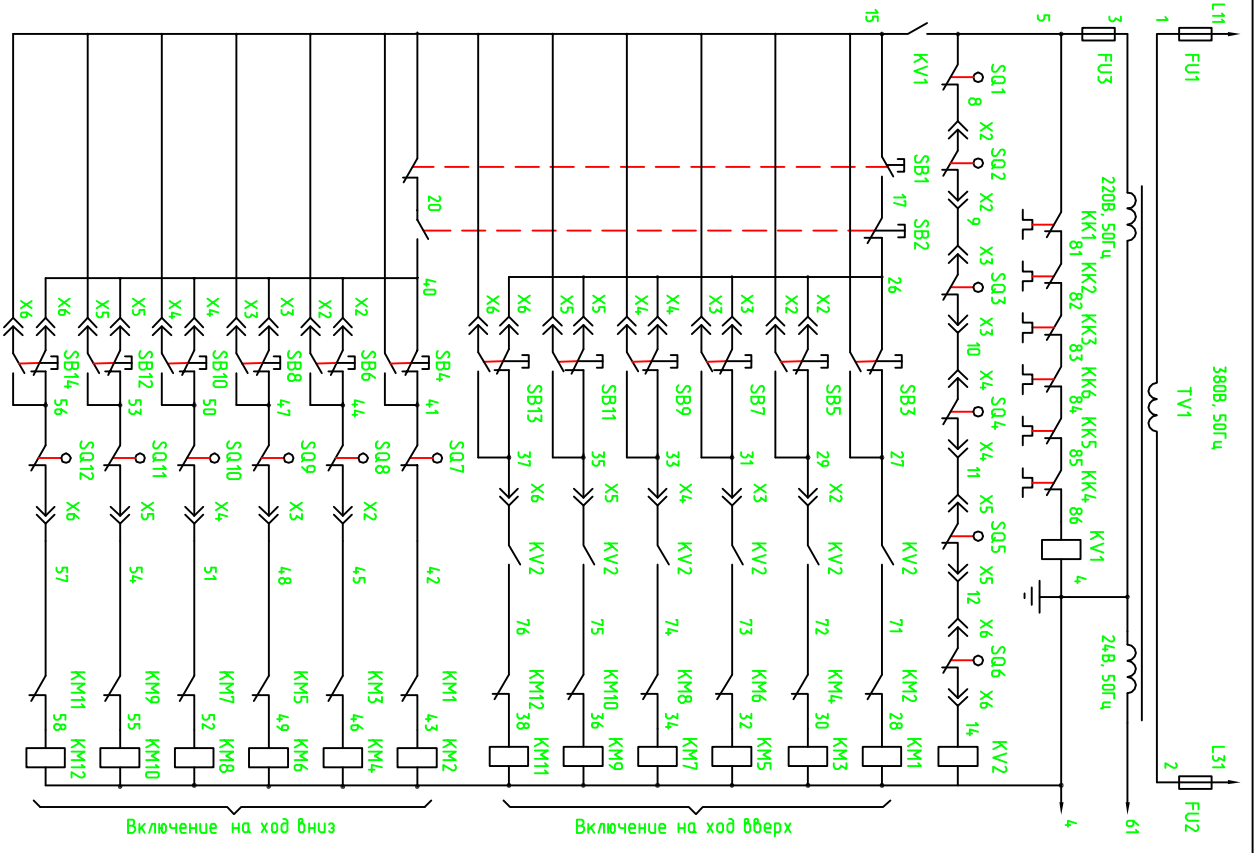 L11
1
FU1
3
FU3
5
220В, 50Гц
380В, 50Гц
TV1
24В, 50Гц
L31
2
FU2
61
4
KK1
81
KK2
82
KK3
83
KK6
84
KK5
85
KK4
86
KV1
4
SQ1
8
X2
SQ2
X2
9
X3
SQ3
X3
10
X4
SQ4
X4
11
X5
SQ5
X5
12
X6
SQ6
X6
14
KV2
15
KV1
SB1
17
SB2
20
26
40
X2
X2
X3
X3
X4
X4
X5
X5
X6
X6
SB3
SB5
SB7
SB9
SB11
SB13
27
29
31
33
35
37
X2
X3
X4
X5
X6
KV2
KV2
KV2
KV2
KV2
KV2
71
72
73
74
75
76
KM2
KM4
KM6
KM8
KM10
KM12
28
30
32
34
36
38
KM1
KM3
KM5
KM7
KM9
KM11
Включение на ход вверх
X2
X2
X3
X3
X4
X4
X5
X5
X6
X6
SB4
SB6
SB8
SB10
SB12
SB14
41
44
47
50
53
56
SQ7
SQ8
SQ9
SQ10
SQ11
SQ12
X2
X3
X4
X5
X6
42
45
48
51
54
57
KM1
KM3
KM5
KM7
KM9
KM11
43
46
49
52
55
58
KM2
KM4
KM6
KM8
KM10
KM12
Включение на ход вниз